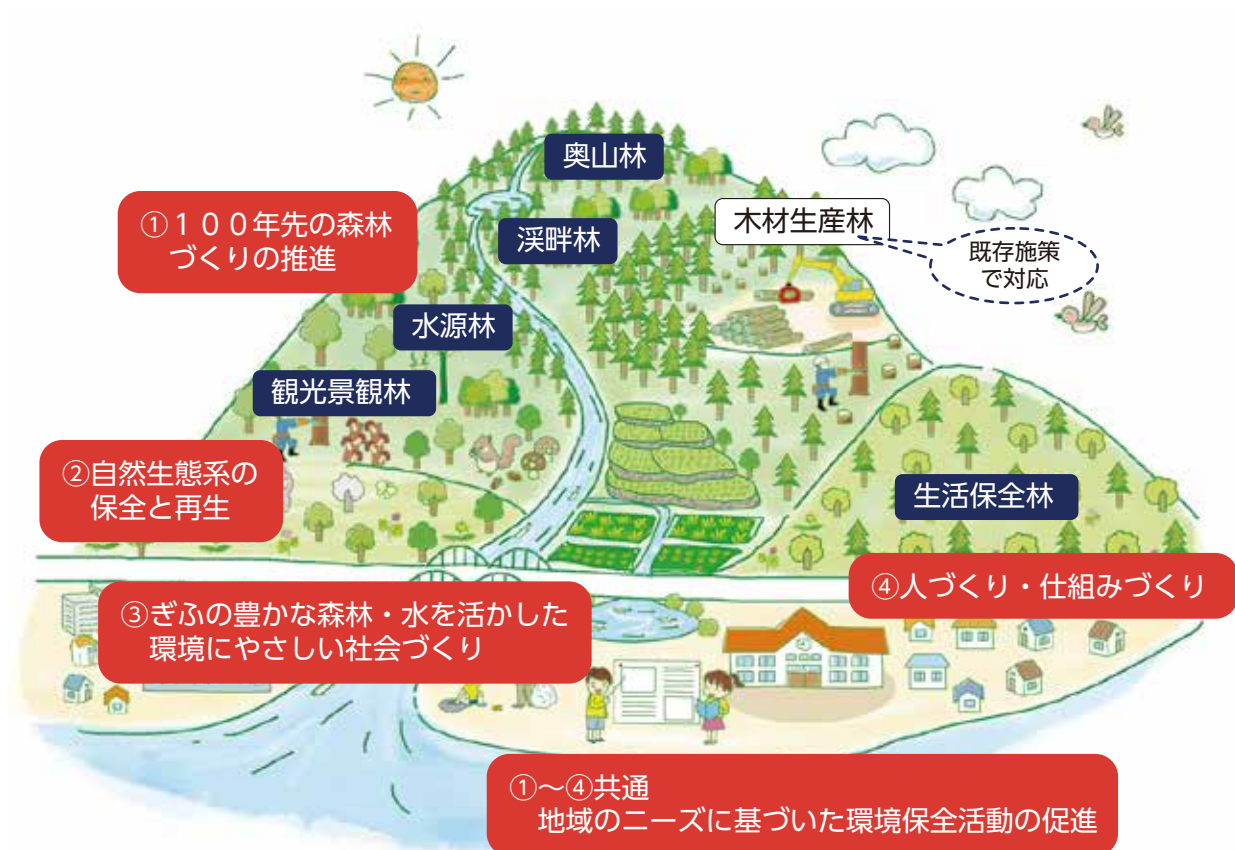 奥山林
①１００年先の森林
づくりの推進
渓畔林
木材生産林
既存施策
で対応
水源林
観光景観林
②自然生態系の
保全と再生
生活保全林
③ぎふの豊かな森林・水を活かした
環境にやさしい社会づくり
④人づくり・仕組みづくり
①～④共通
地域のニーズに基づいた環境保全活動の促進